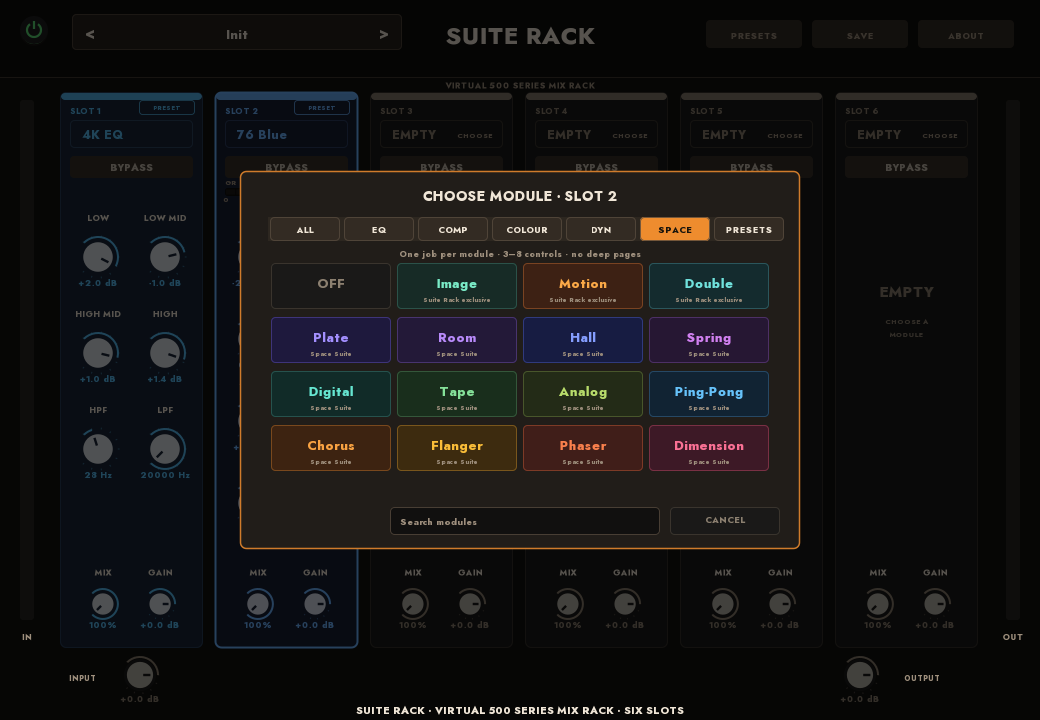 < Init >
SUITE RACK
PRESETS SAVE ABOUT
VIRTUAL 500 SERIES MIX RACK
SLOT 1 PRESET SLOT 2 PRESET SLOT 3 SLOT 4 SLOT 5 SLOT 6
4K EQ 76 Blue EMPTY CHOOSE EMPTY CHOOSE EMPTY CHOOSE EMPTY CHOOSE
BYPASS BYPASS BYPASS BYPASS BYPASS BYPASS
GR
CHOOSE MODULE · SLOT 2
ALL EQ COMP COLOUR DYN SPACE PRESETS
One job per module · 3–8 controls · no deep pages
OFF Image Motion Double
Suite Rack exclusive Suite Rack exclusive Suite Rack exclusive
Plate Room Hall Spring
Space Suite Space Suite Space Suite Space Suite
Digital Tape Analog Ping-Pong
Space Suite Space Suite Space Suite Space Suite
Chorus Flanger Phaser Dimension
Space Suite Space Suite Space Suite Space Suite
Search modules CANCEL
LOW LOW MID
+2.0 dB -1.0 dB
HIGH MID HIGH
+1.0 dB +1.4 dB
HPF LPF
28 Hz 20000 Hz
EMPTY
CHOOSE A
MODULE
MIX GAIN MIX GAIN MIX GAIN MIX GAIN MIX GAIN MIX GAIN
100% +0.0 dB 100% +0.0 dB 100% +0.0 dB 100% +0.0 dB 100% +0.0 dB 100% +0.0 dB
IN OUT
INPUT OUTPUT
+0.0 dB +0.0 dB
SUITE RACK · VIRTUAL 500 SERIES MIX RACK · SIX SLOTS